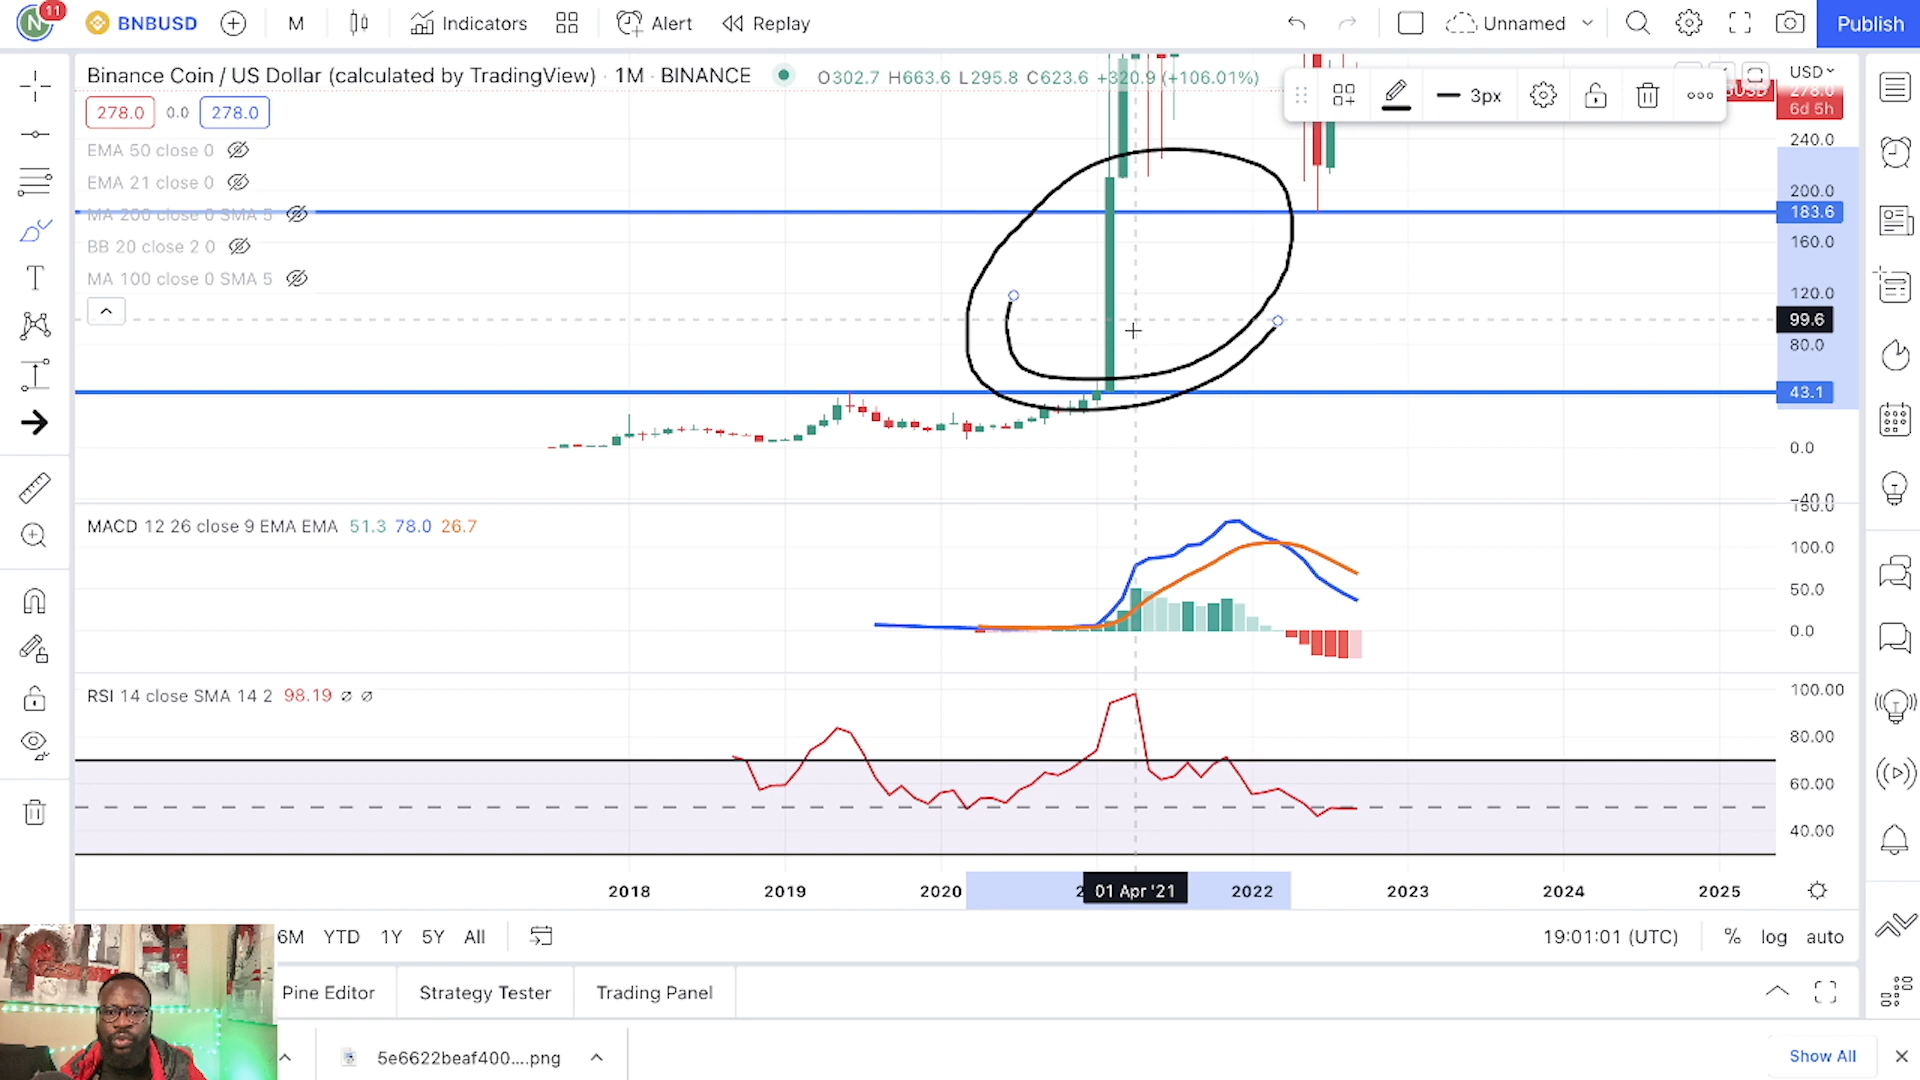 N 11 BNBUSD M Indicators Alert Replay Unnamed Publish
Binance Coin / US Dollar (calculated by TradingView) · 1M · BINANCE O302.7 H663.6 L295.8 C623.6 +320.9 (+106.01%)
3px
USD
278.0 0.0 278.0
278.0
6d 5h
EMA 50 close 0
EMA 21 close 0
MA 200 close 0 SMA 5
BB 20 close 2 0
MA 100 close 0 SMA 5
240.0
200.0
183.6
160.0
120.0
99.6
80.0
43.1
0.0
−40.0
MACD 12 26 close 9 EMA EMA 51.3 78.0 26.7
150.0
100.0
50.0
0.0
RSI 14 close SMA 14 2 98.19 ∅ ∅
100.00
80.00
60.00
40.00
2018 2019 2020 01 Apr '21 2022 2023 2024 2025
6M YTD 1Y 5Y All 19:01:01 (UTC) % log auto
Pine Editor Strategy Tester Trading Panel
5e6622beaf400....png Show All